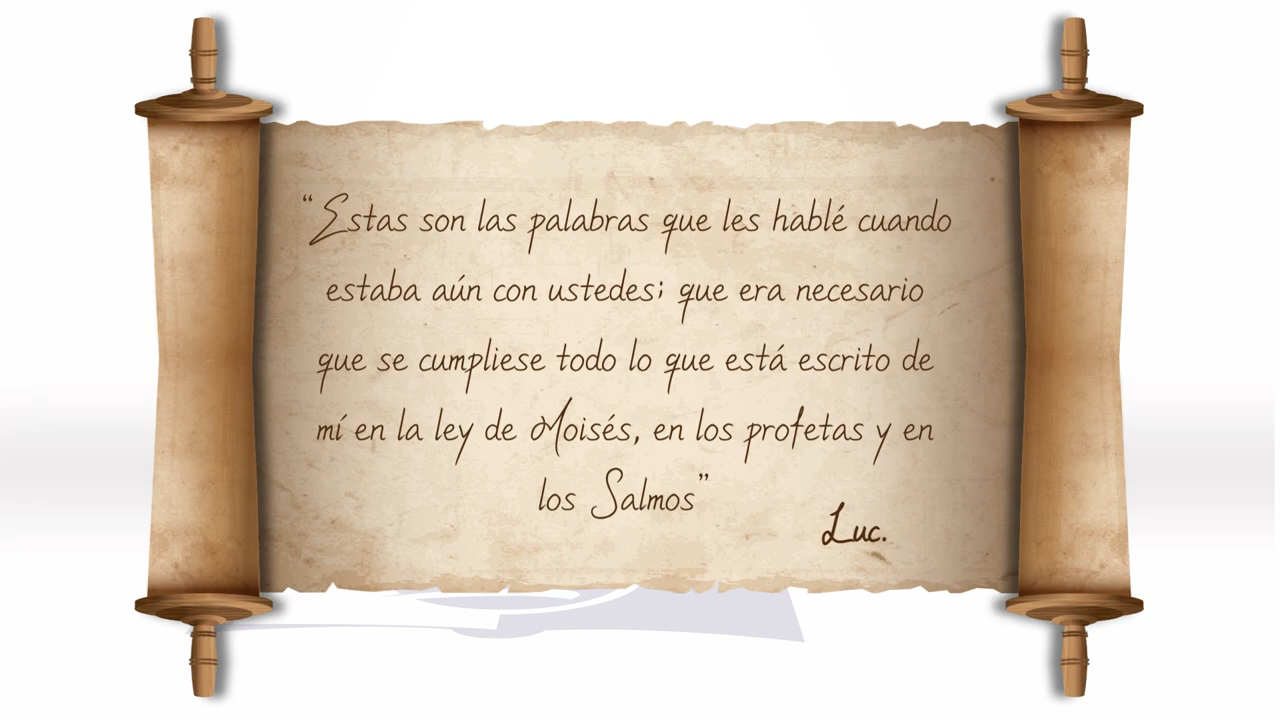 “Estas son las palabras que les hablé cuando
estaba aún con ustedes; que era necesario
que se cumpliese todo lo que está escrito de
mí en la ley de Moisés, en los profetas y en
los Salmos”
Luc.